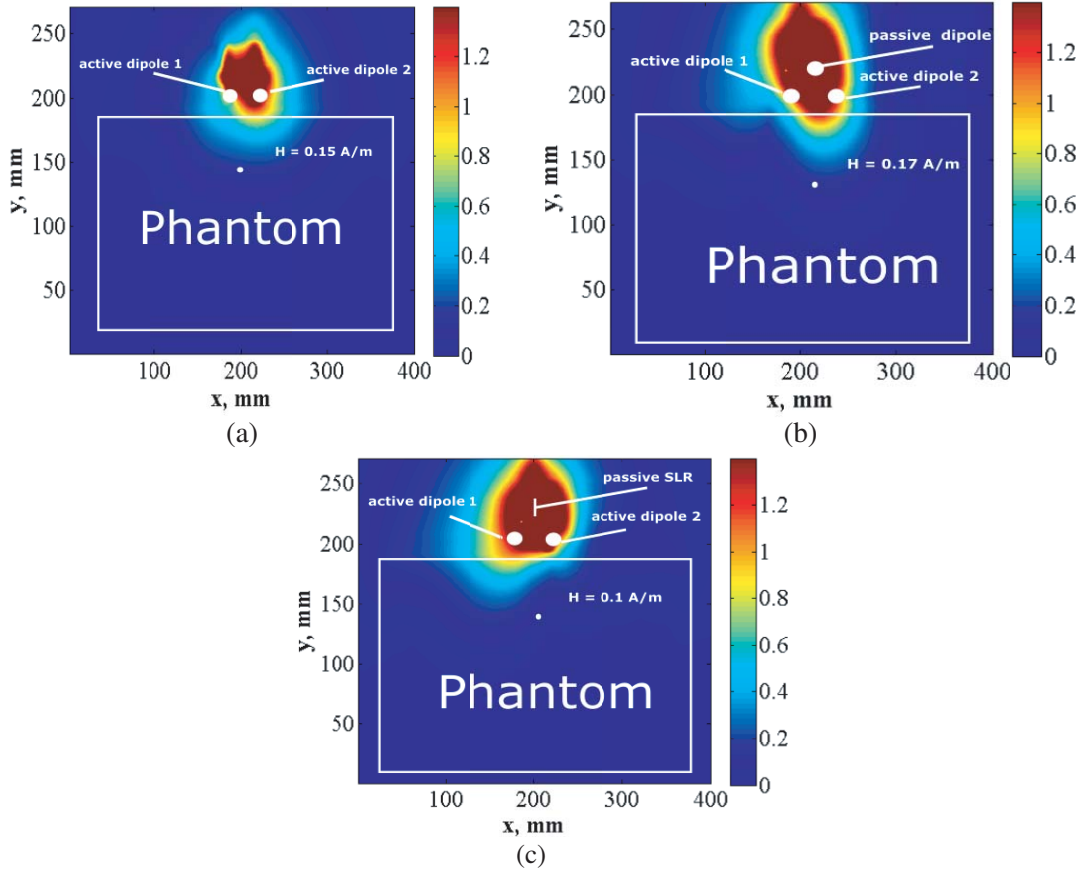 250
200
150
100
50
y, mm
active dipole 1
active dipole 2
H = 0.15 A/m
Phantom
100
200
300
400
x, mm
1.2
1
0.8
0.6
0.4
0.2
0
(a)
250
200
150
100
50
y, mm
passive dipole
active dipole 1
active dipole 2
H = 0.17 A/m
Phantom
100
200
300
400
x, mm
1.2
1
0.8
0.6
0.4
0.2
0
(b)
250
200
150
100
50
y, mm
passive SLR
active dipole 1
active dipole 2
H = 0.1 A/m
Phantom
100
200
300
400
x, mm
1.2
1
0.8
0.6
0.4
0.2
0
(c)